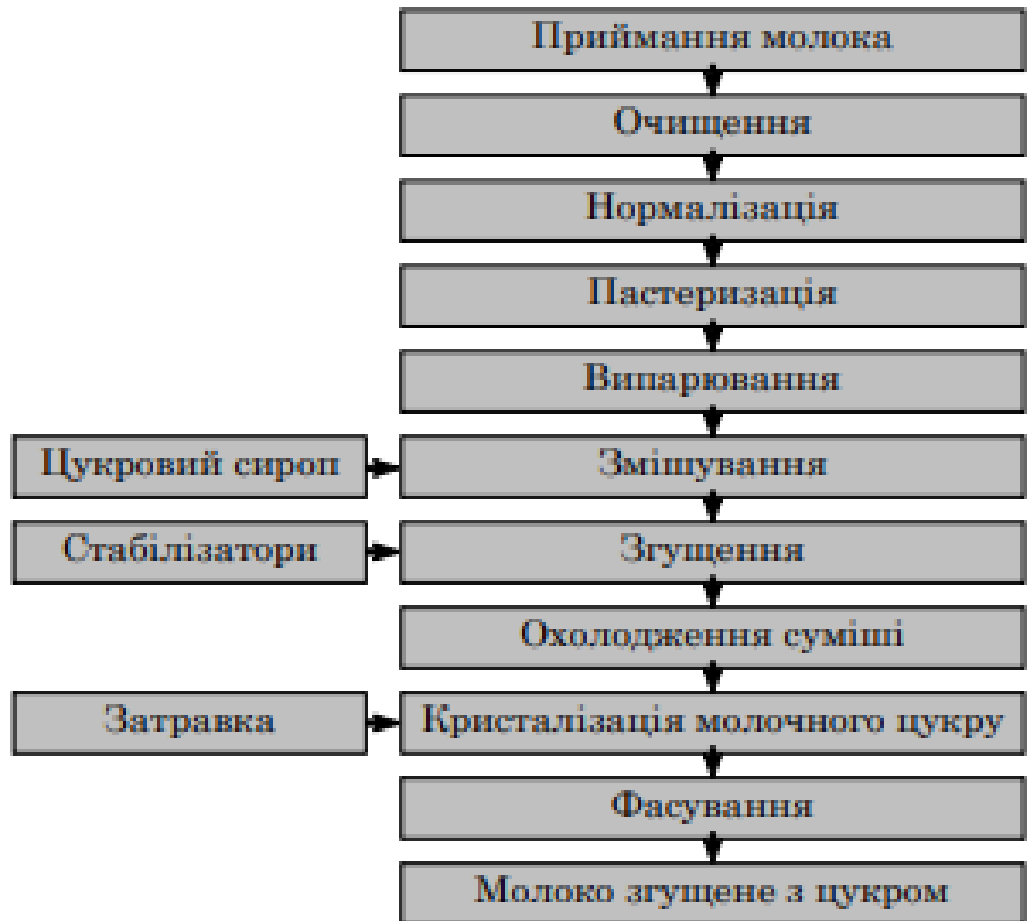 Приймання молока
Очищення
Нормалізація
Пастеризація
Випарювання
Цукровий сироп
Змішування
Стабілізатори
Згущення
Охолодження суміші
Затравка
Кристалізація молочного цукру
Фасування
Молоко згущене з цукром